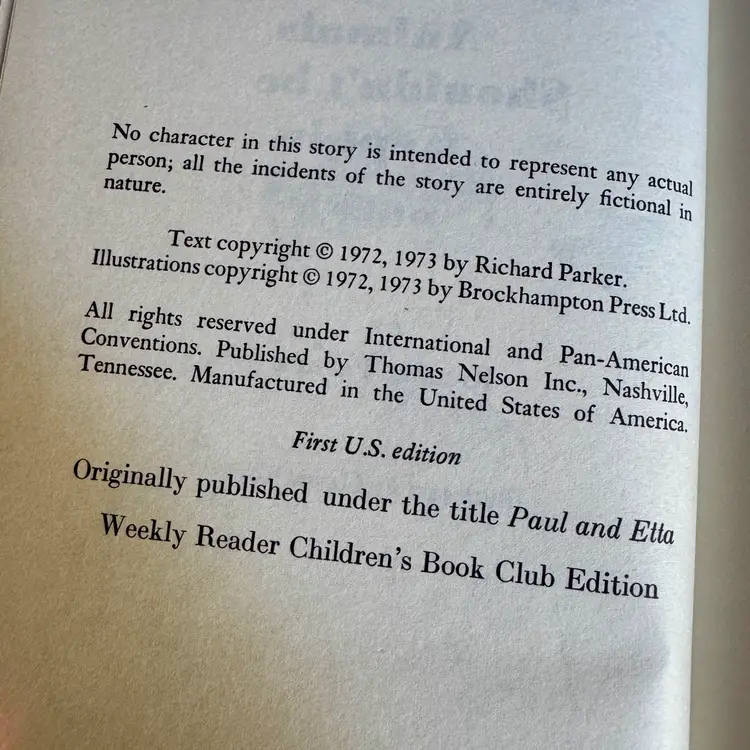 No character in this story is intended to represent any actual
person; all the incidents of the story are entirely fictional in
nature.
Text copyright © 1972, 1973 by Richard Parker.
Illustrations copyright © 1972, 1973 by Brockhampton Press Ltd.
All rights reserved under International and Pan-American
Conventions. Published by Thomas Nelson Inc., Nashville,
Tennessee. Manufactured in the United States of America.
First U.S. edition
Originally published under the title Paul and Etta
Weekly Reader Children's Book Club Edition